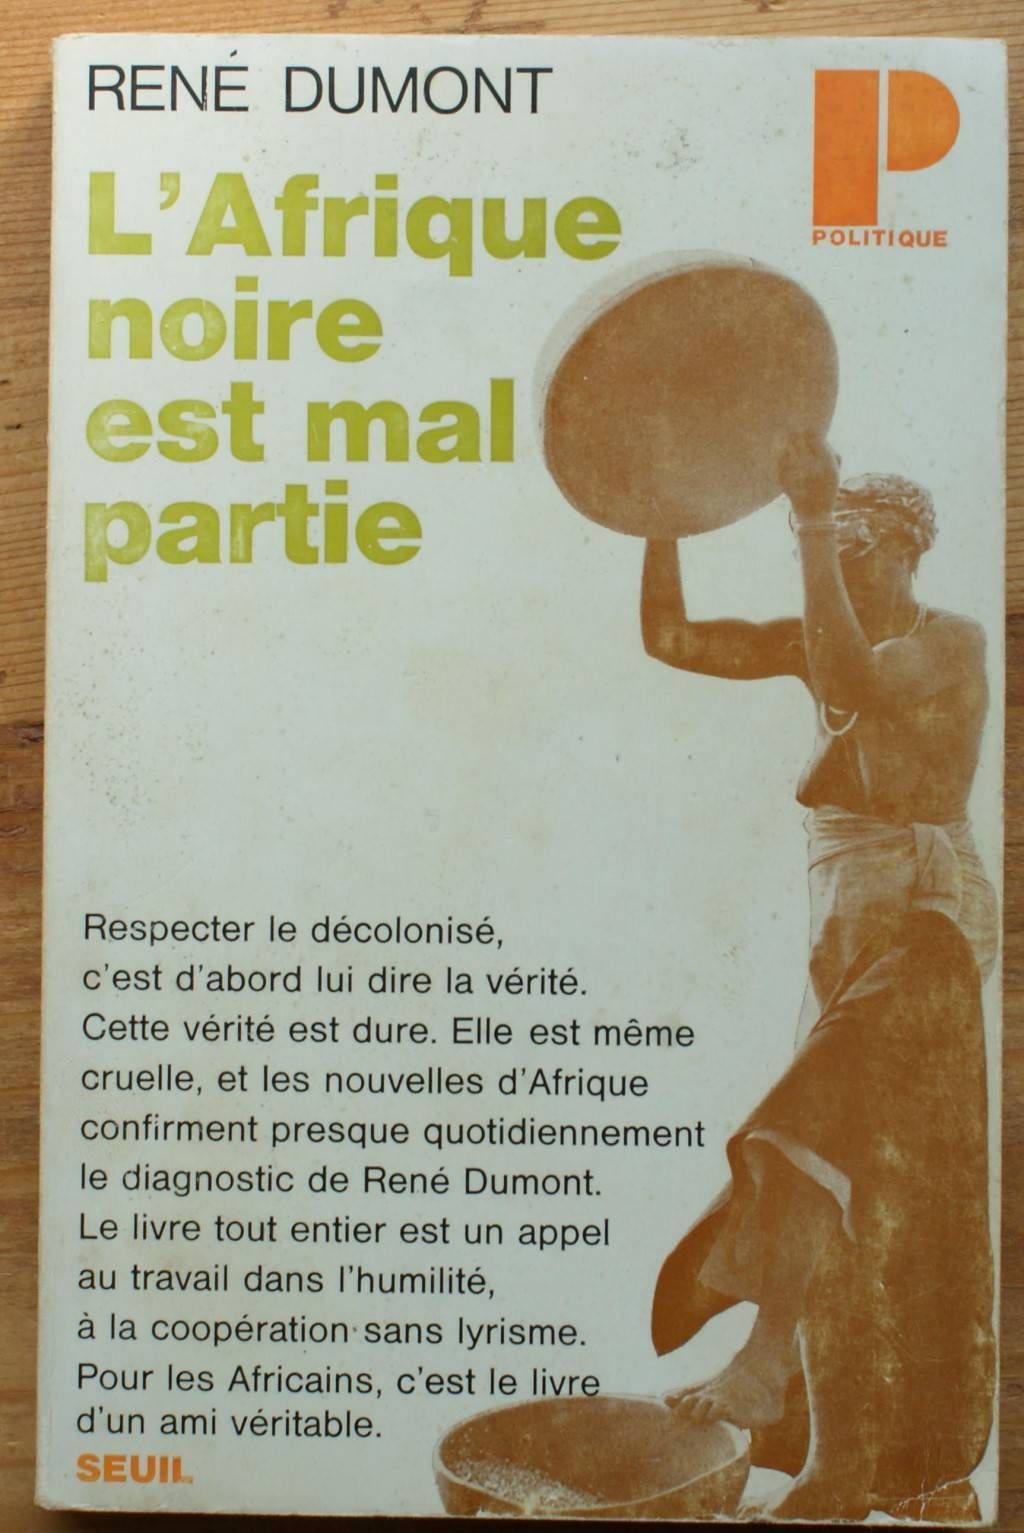 RENÉ DUMONT
L'Afrique
noire
est mal
partie
POLITIQUE
Respecter le décolonisé,
c'est d'abord lui dire la vérité.
Cette vérité est dure. Elle est même
cruelle, et les nouvelles d'Afrique
confirment presque quotidiennement
le diagnostic de René Dumont.
Le livre tout entier est un appel
au travail dans l'humilité,
à la coopération sans lyrisme.
Pour les Africains, c'est le livre
d'un ami véritable.
SEUIL